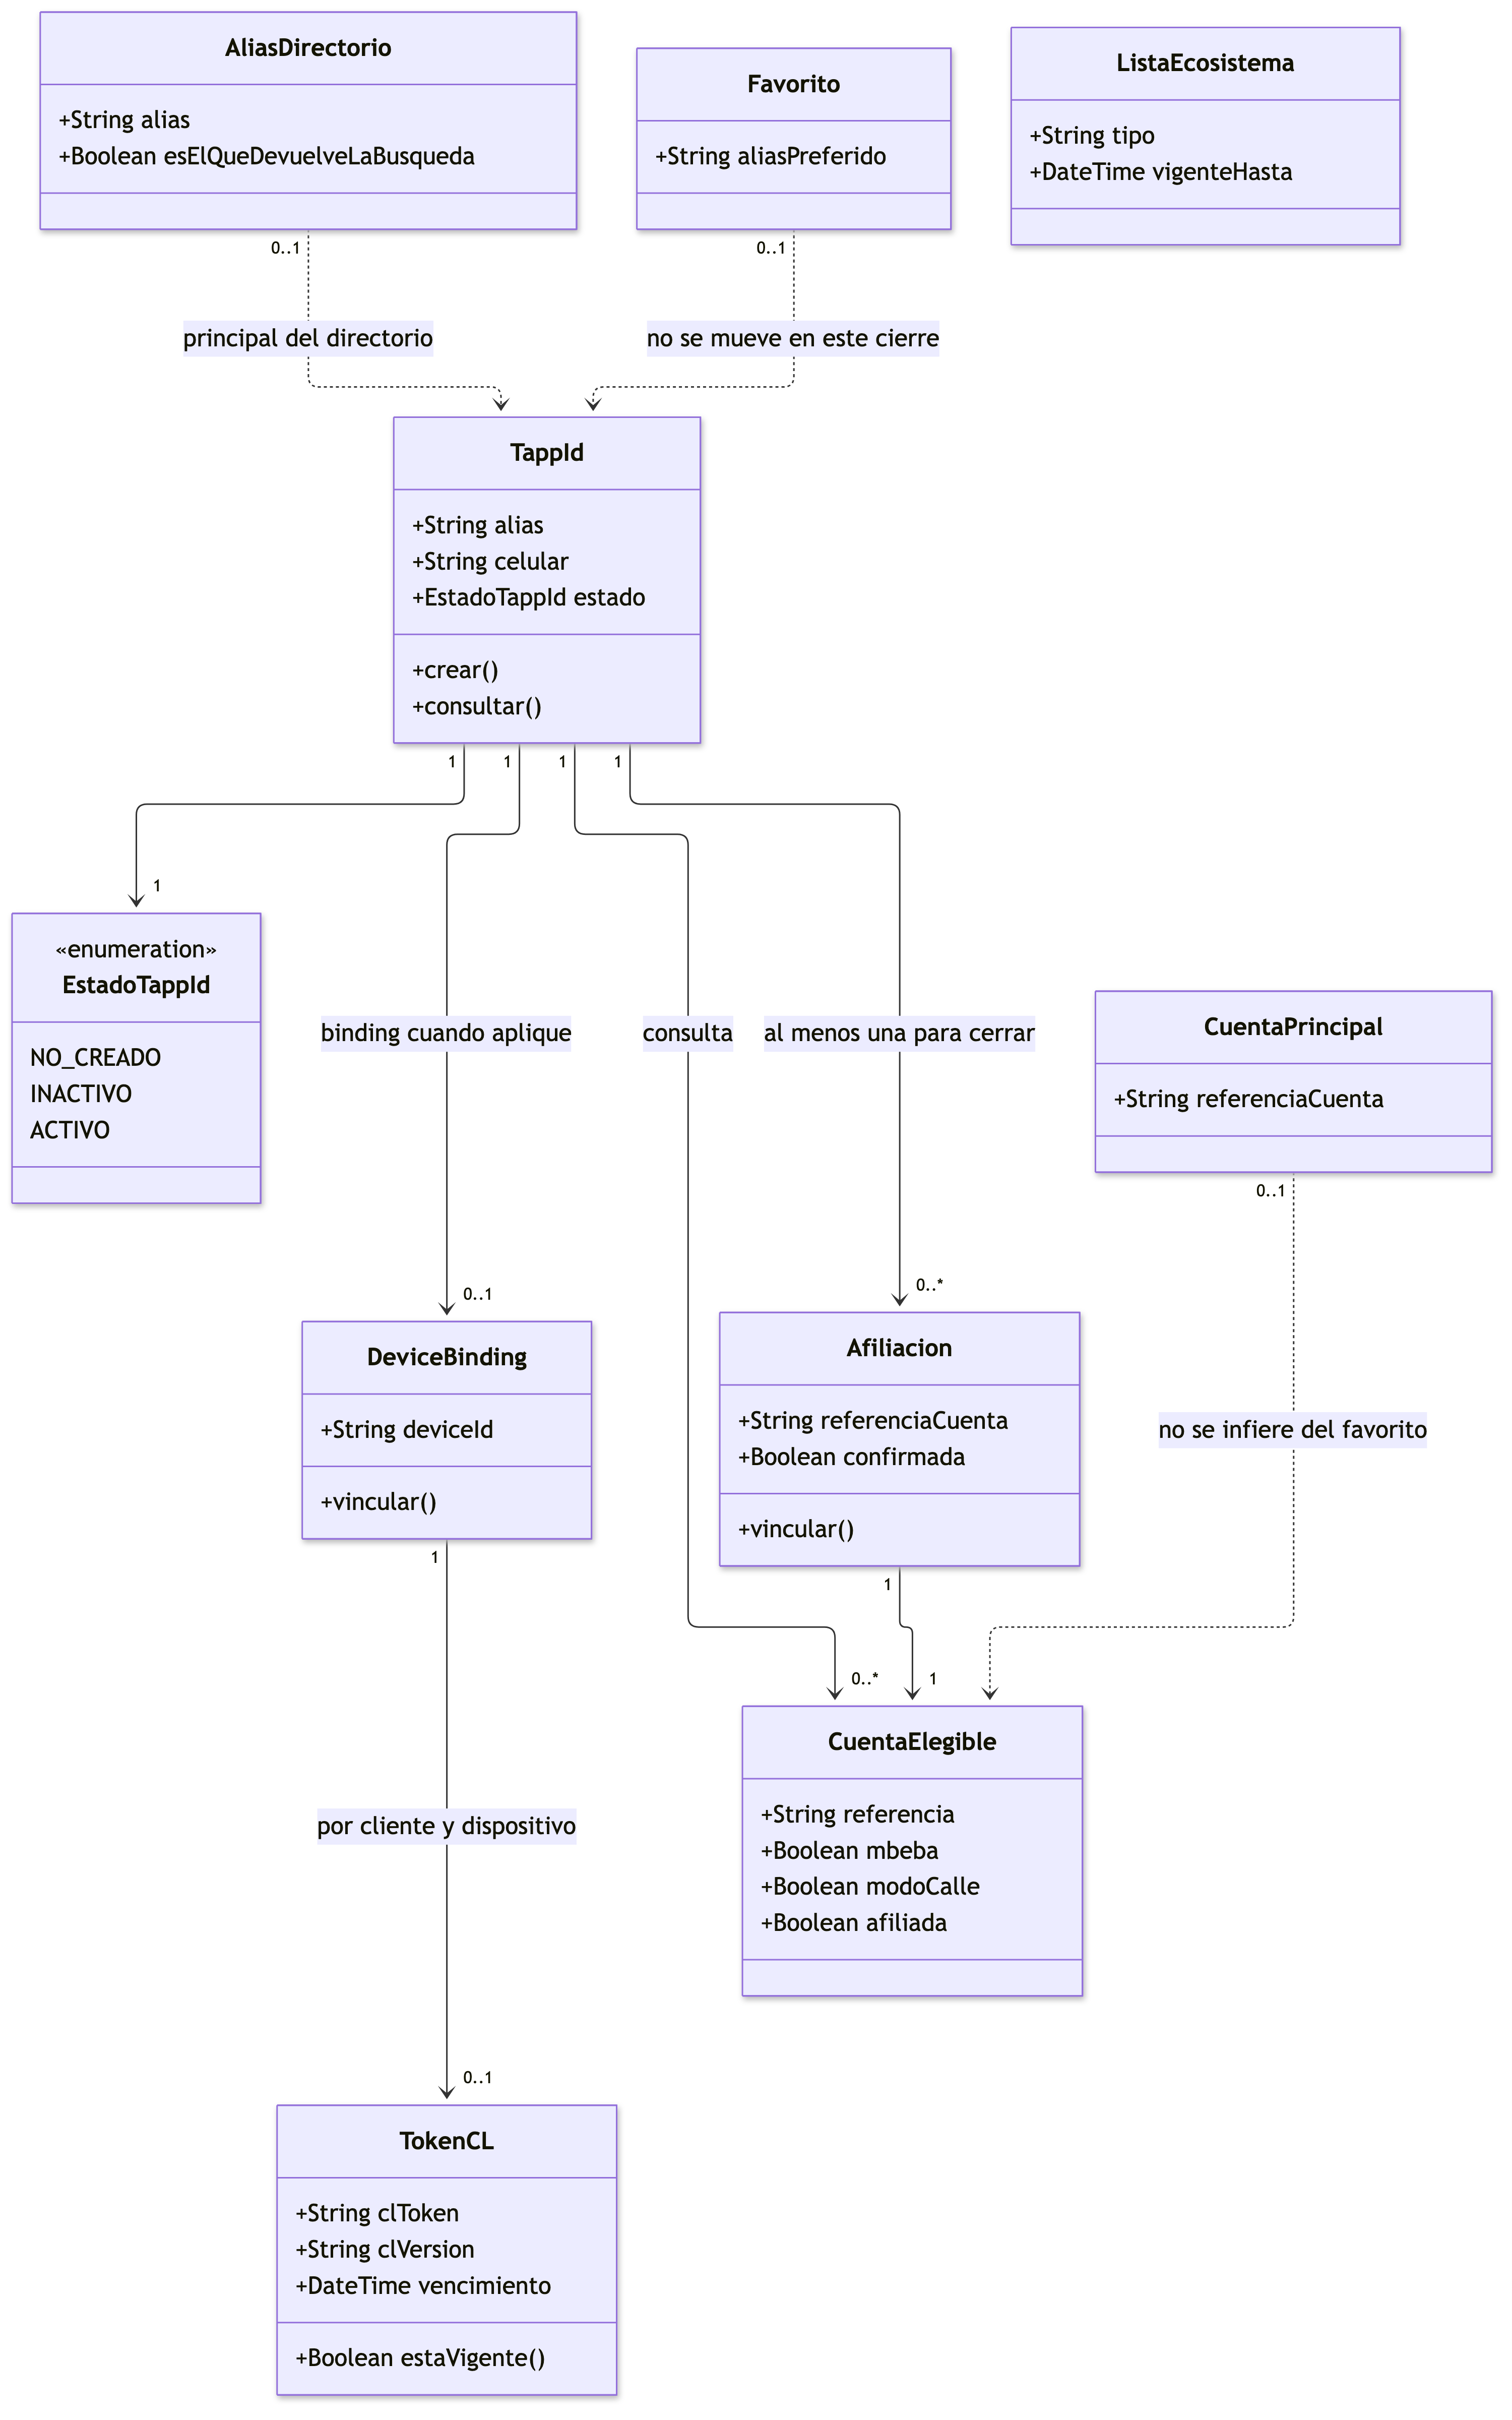 AliasDirectorio
+String alias
+Boolean esElQueDevuelveLaBusqueda
Favorito
+String aliasPreferido
ListaEcosistema
+String tipo
+DateTime vigenteHasta
0..1
0..1
principal del directorio
no se mueve en este cierre
TappId
+String alias
+String celular
+EstadoTappId estado
+crear()
+consultar()
1
1
1
1
1
«enumeration»
EstadoTappId
NO_CREADO
INACTIVO
ACTIVO
binding cuando aplique
consulta
al menos una para cerrar
CuentaPrincipal
+String referenciaCuenta
0..1
0..1
0..*
DeviceBinding
+String deviceId
+vincular()
Afiliacion
+String referenciaCuenta
+Boolean confirmada
+vincular()
no se infiere del favorito
1
1
0..*
1
CuentaElegible
+String referencia
+Boolean mbeba
+Boolean modoCalle
+Boolean afiliada
por cliente y dispositivo
0..1
TokenCL
+String clToken
+String clVersion
+DateTime vencimiento
+Boolean estaVigente()